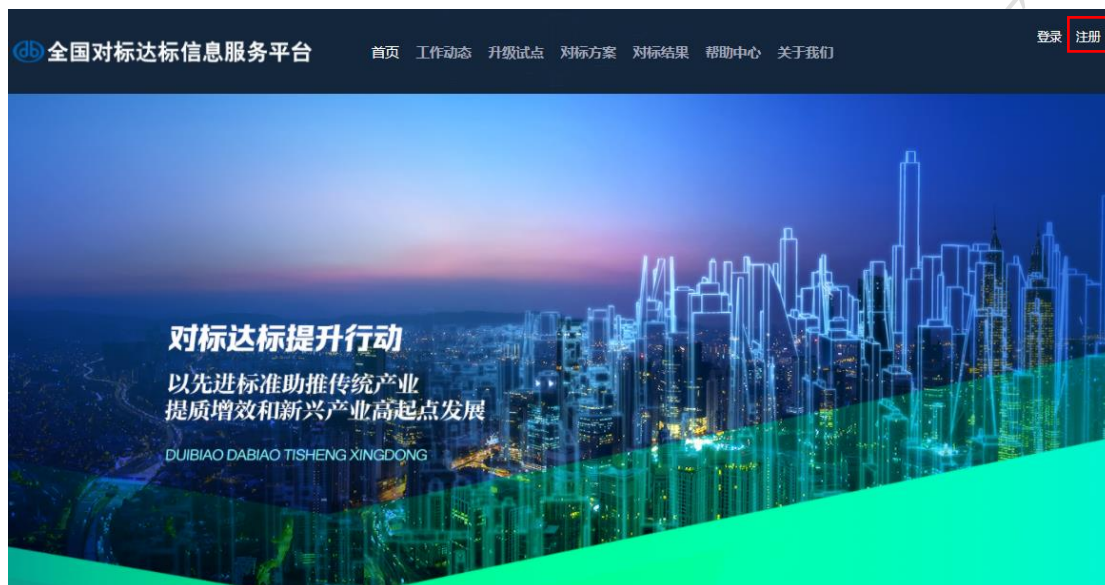 全国对标达标信息服务平台
首页 工作动态 升级试点 对标方案 对标结果 帮助中心 关于我们
登录 注册
对标达标提升行动
以先进标准助推传统产业
提质增效和新兴产业高起点发展
DUIBIAO DABIAO TISHENG XINGDONG